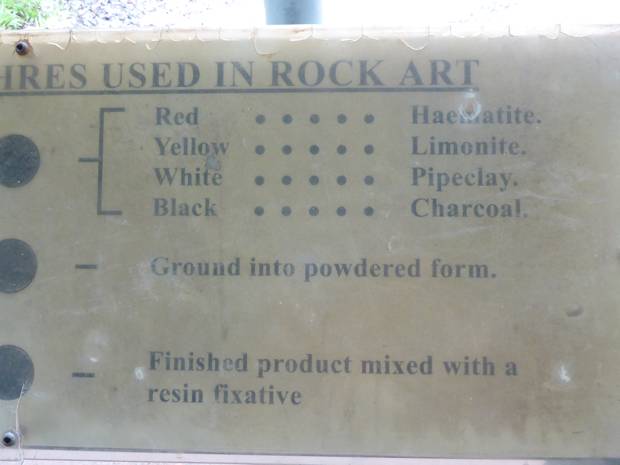 HRES USED IN ROCK ART
Red • • • • • Haematite.
Yellow • • • • • Limonite.
White • • • • • Pipeclay.
Black • • • • • Charcoal.
– Ground into powdered form.
– Finished product mixed with a
resin fixative